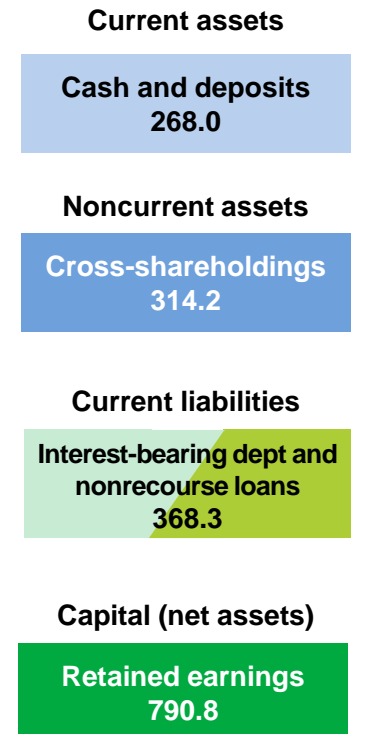 Current assets
Cash and deposits
268.0
Noncurrent assets
Cross-shareholdings
314.2
Current liabilities
Interest-bearing dept and
nonrecourse loans
368.3
Capital (net assets)
Retained earnings
790.8